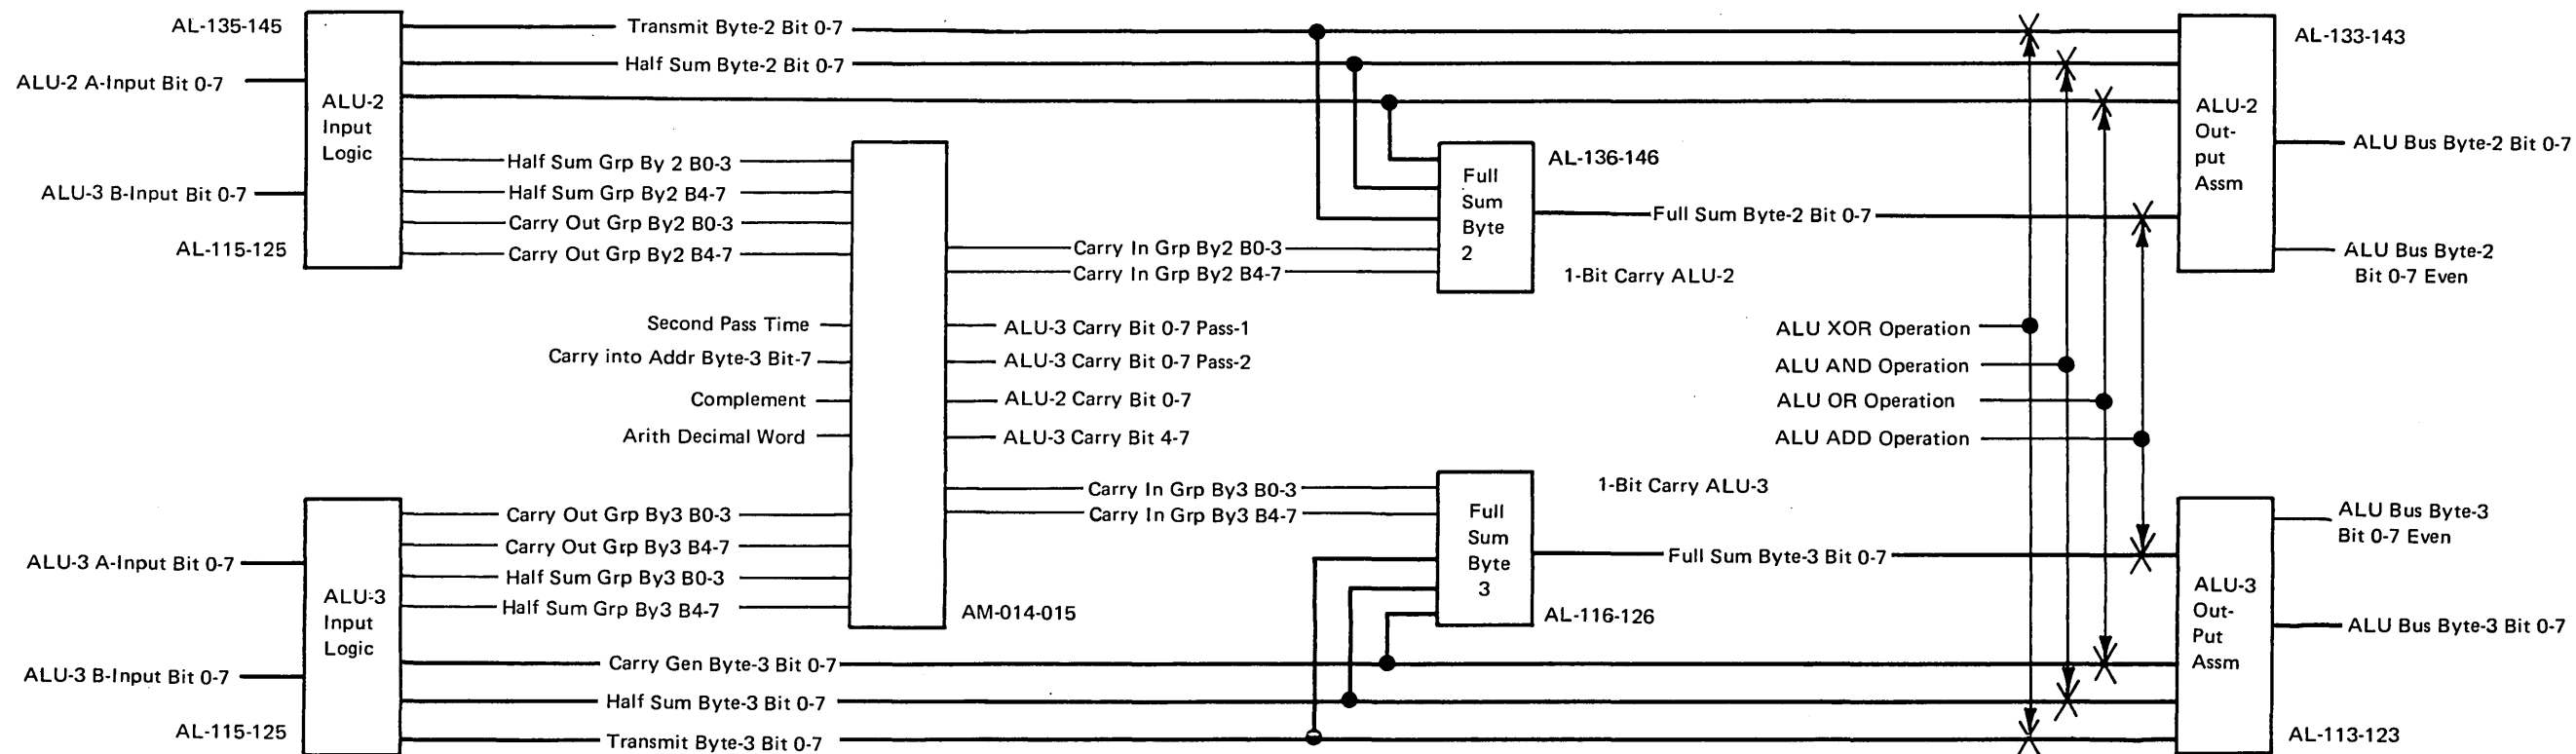 AL-135-145
Transmit Byte-2 Bit 0-7
AL-133-143
Half Sum Byte-2 Bit 0-7
ALU-2 A-Input Bit 0-7
ALU-2
Input
Logic
ALU-2
Out-
put
Assm
ALU Bus Byte-2 Bit 0-7
Half Sum Grp By 2 B0-3
Half Sum Grp By2 B4-7
Carry Out Grp By2 B0-3
Carry Out Grp By2 B4-7
ALU-3 B-Input Bit 0-7
AL-115-125
Full
Sum
Byte
2
AL-136-146
Full Sum Byte-2 Bit 0-7
Carry In Grp By2 B0-3
Carry In Grp By2 B4-7
1-Bit Carry ALU-2
ALU Bus Byte-2
Bit 0-7 Even
Second Pass Time
Carry into Addr Byte-3 Bit-7
Complement
Arith Decimal Word
ALU-3 Carry Bit 0-7 Pass-1
ALU-3 Carry Bit 0-7 Pass-2
ALU-2 Carry Bit 0-7
ALU-3 Carry Bit 4-7
ALU XOR Operation
ALU AND Operation
ALU OR Operation
ALU ADD Operation
Carry In Grp By3 B0-3
Carry In Grp By3 B4-7
1-Bit Carry ALU-3
Full
Sum
Byte
3
AL-116-126
Full Sum Byte-3 Bit 0-7
ALU Bus Byte-3
Bit 0-7 Even
Carry Out Grp By3 B0-3
Carry Out Grp By3 B4-7
Half Sum Grp By3 B0-3
Half Sum Grp By3 B4-7
AM-014-015
ALU-3 A-Input Bit 0-7
ALU-3
Input
Logic
ALU-3
Out-
Put
Assm
ALU Bus Byte-3 Bit 0-7
Carry Gen Byte-3 Bit 0-7
ALU-3 B-Input Bit 0-7
Half Sum Byte-3 Bit 0-7
AL-115-125
Transmit Byte-3 Bit 0-7
AL-113-123